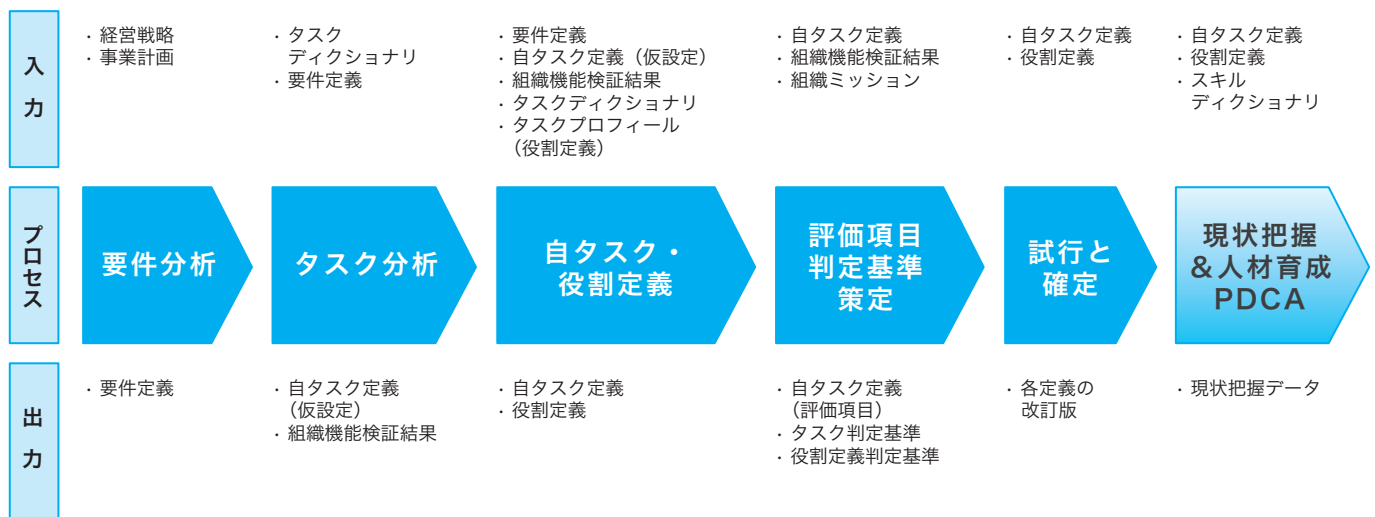 入力
・経営戦略
・事業計画
・タスク
ディクショナリ
・要件定義
・要件定義
・自タスク定義（仮設定）
・組織機能検証結果
・タスクディクショナリ
・タスクプロフィール
（役割定義）
・自タスク定義
・組織機能検証結果
・組織ミッション
・自タスク定義
・役割定義
・自タスク定義
・役割定義
・スキル
ディクショナリ
プロセス
要件分析
タスク分析
自タスク・
役割定義
評価項目
判定基準
策定
試行と
確定
現状把握
＆人材育成
PDCA
出力
・要件定義
・自タスク定義
（仮設定）
・組織機能検証結果
・自タスク定義
・役割定義
・自タスク定義
（評価項目）
・タスク判定基準
・役割定義判定基準
・各定義の
改訂版
・現状把握データ